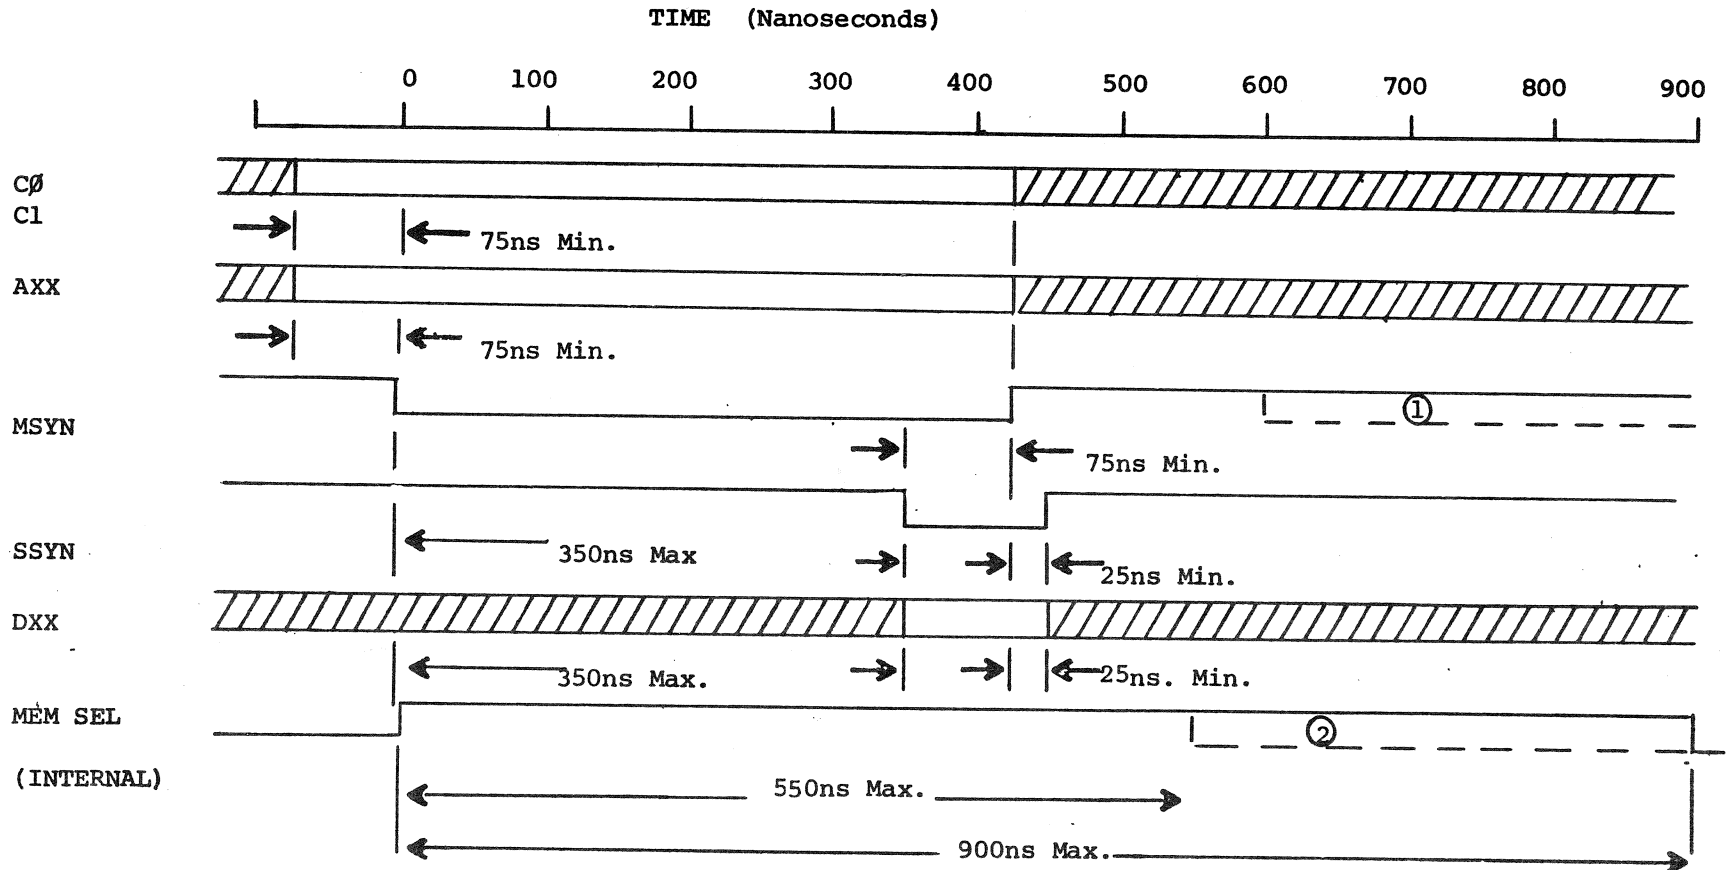 TIME (Nanoseconds)
0 100 200 300 400 500 600 700 800 900
CØ
C1
75ns Min.
AXX
75ns Min.
①
MSYN
75ns Min.
SSYN
350ns Max
25ns Min.
DXX
350ns Max.
25ns. Min.
MEM SEL
②
(INTERNAL)
550ns Max.
900ns Max.